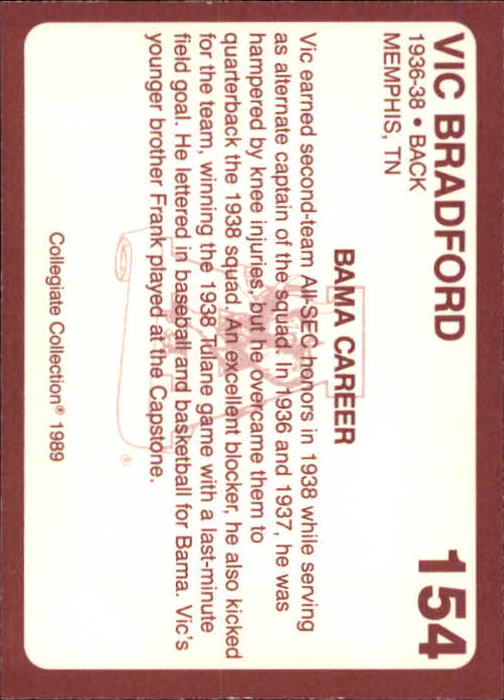 VIC BRADFORD 154
1936-38 • BACK
MEMPHIS, TN
BAMA CAREER
Vic earned second-team All-SEC honors in 1938 while serving
as alternate captain of the squad. In 1936 and 1937, he was
hampered by knee injuries, but he overcame them to
quarterback the 1938 squad. An excellent blocker, he also kicked
for the team, winning the 1938 Tulane game with a last-minute
field goal. He lettered in baseball and basketball for Bama. Vic's
younger brother Frank played at the Capstone.
Collegiate Collection® 1989